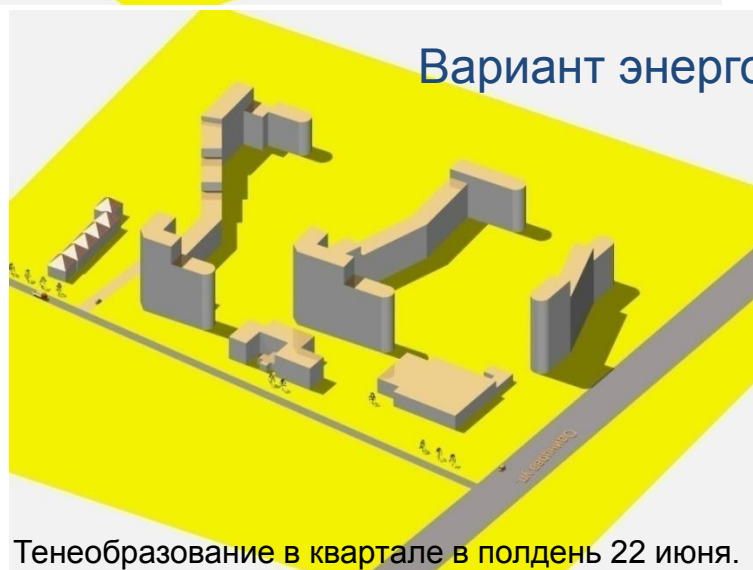 Вариант энерго
Тенеобразование в квартале в полдень 22 июня.